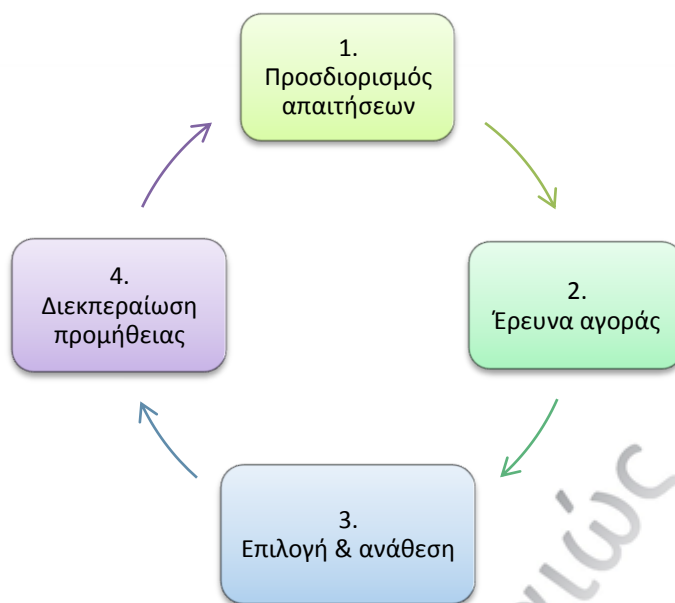 1.
Προσδιορισμός
απαιτήσεων
2.
Έρευνα αγοράς
3.
Επιλογή & ανάθεση
4.
Διεκπεραίωση
προμήθειας